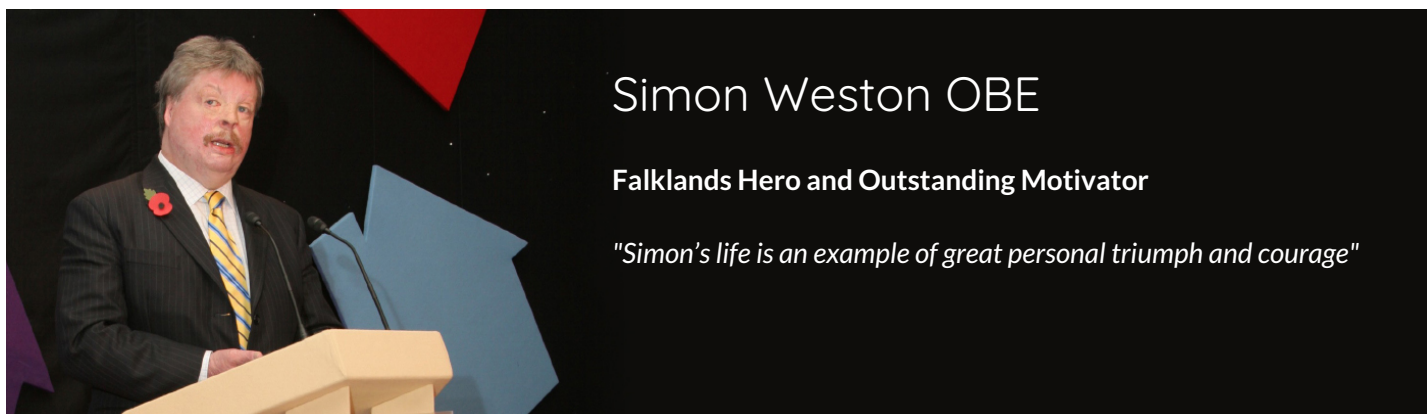 Simon Weston OBE
Falklands Hero and Outstanding Motivator
"Simon’s life is an example of great personal triumph and courage"